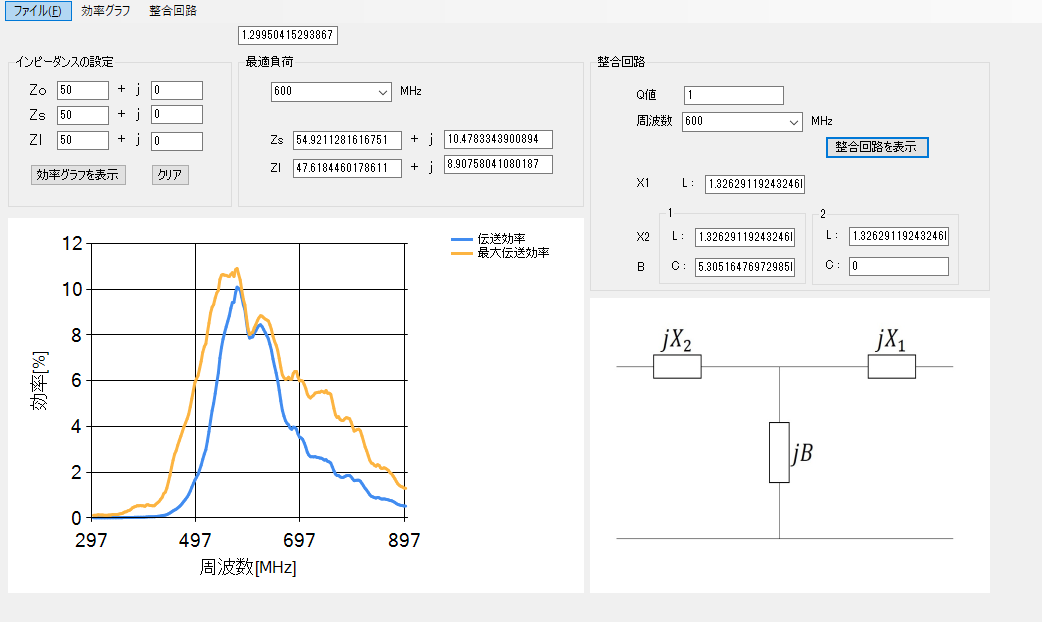 ファイル(F) 効率グラフ 整合回路
1.29950415293867
インピーダンスの設定
Zo 50 + j 0
Zs 50 + j 0
Zl 50 + j 0
効率グラフを表示 クリア
最適負荷
600 MHz
Zs 54.9211281616751 + j 10.4783343900894
Zl 47.6184460178611 + j 8.90758041080187
整合回路
Q値 1
周波数 600 MHz
整合回路を表示
X1 L： 1.32629119243246
1 2
X2 L： 1.32629119243246 L： 1.32629119243246
B C： 5.30516476972985 C： 0
伝送効率
最大伝送効率
12
10
8
6
4
2
0
効率[%]
297 497 697 897
周波数[MHz]
jX2 jX1
jB